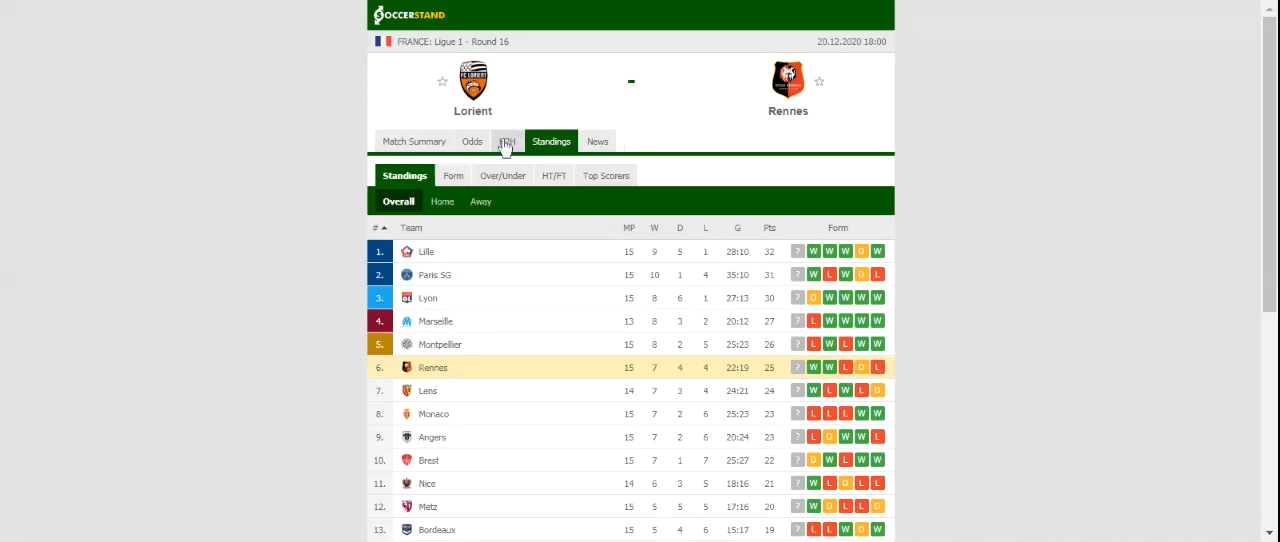 SOCCERSTAND
FRANCE: Ligue 1 - Round 16 20.12.2020 18:00
FC LORIENT
Lorient - Rennes
Match Summary Odds Standings News
Standings Form Over/Under HT/FT Top Scorers
Overall Home Away
# Team MP W D L G Pts Form
1. Lille 15 9 5 1 28:10 32 ? W W W D W
2. Paris SG 15 10 1 4 35:10 31 ? W L W D L
3. Lyon 15 8 6 1 27:13 30 ? D W W W W
4. Marseille 13 8 3 2 20:12 27 ? L W W W W
5. Montpellier 15 8 2 5 25:23 26 ? L W L W W
6. Rennes 15 7 4 4 22:19 25 ? W W L D L
7. Lens 14 7 3 4 24:21 24 ? W L W L D
8. Monaco 15 7 2 6 25:23 23 ? L L L W W
9. Angers 15 7 2 6 20:24 23 ? L D W W L
10. Brest 15 7 1 7 25:27 22 ? D W L W W
11. Nice 14 6 3 5 18:16 21 ? W L D L L
12. Metz 15 5 5 5 17:16 20 ? W D L L D
13. Bordeaux 15 5 4 6 15:17 19 ? L L W D W